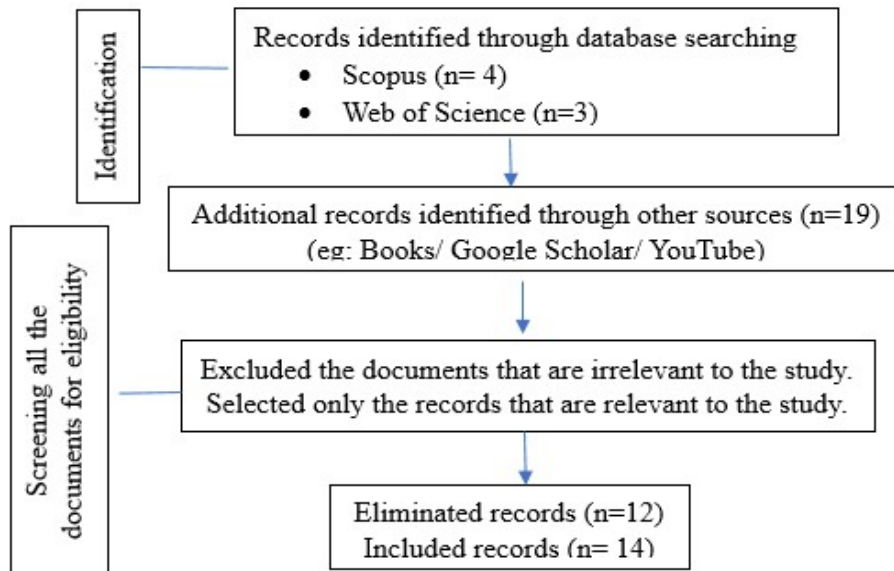 Identification
Records identified through database searching
• Scopus (n= 4)
• Web of Science (n=3)
Additional records identified through other sources (n=19)
(eg: Books/ Google Scholar/ YouTube)
Screening all the
documents for eligibility
Excluded the documents that are irrelevant to the study.
Selected only the records that are relevant to the study.
Eliminated records (n=12)
Included records (n= 14)